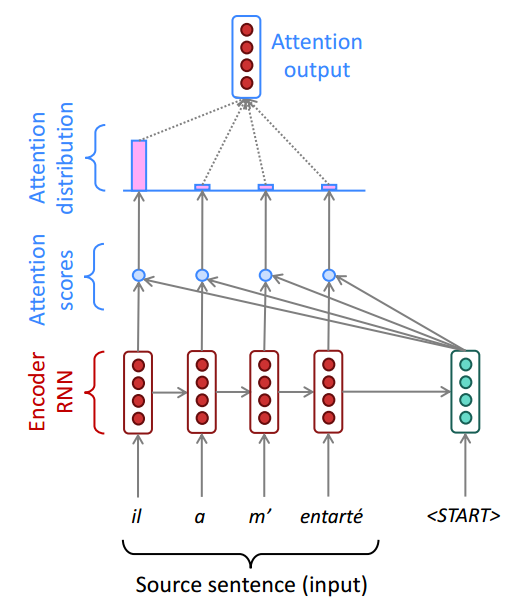 Attention
output
Attention
distribution
Attention
scores
Encoder
RNN
il a m’ entarté <START>
Source sentence (input)